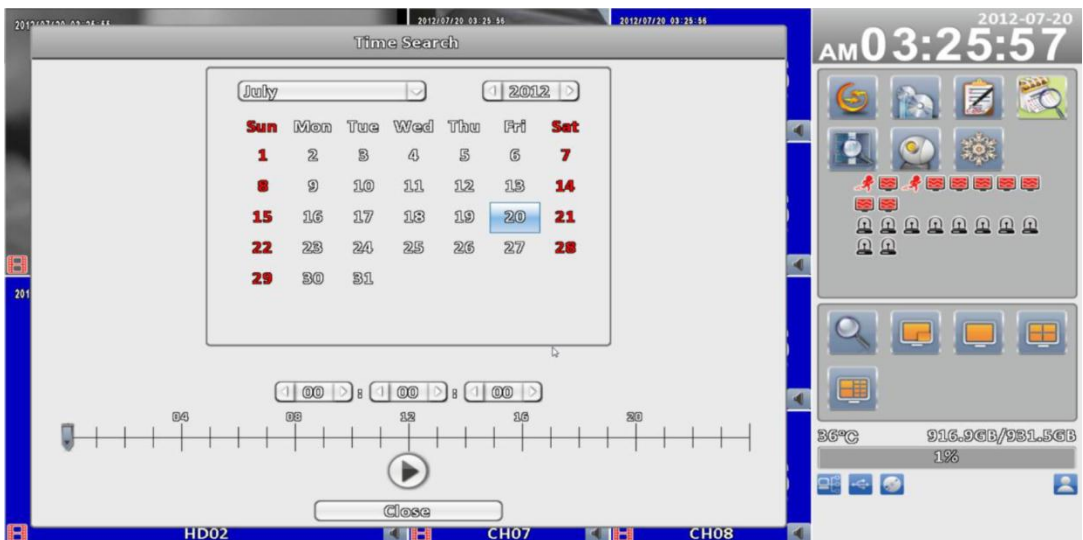 2012/07/20 03:25:56
2012/07/20 03:25:56
2012-07-20
AM 03:25:57
Time Search
July
2012
Sun Mon Tue Wed Thu Fri Sat
1 2 3 4 5 6 7
8 9 10 11 12 13 14
15 16 17 18 19 20 21
22 23 24 25 26 27 28
29 30 31
201
00 : 00 : 00
04 08 12 16 20
36°C 916.9GB/931.5GB
1%
Close
HD02 CH07 CH08